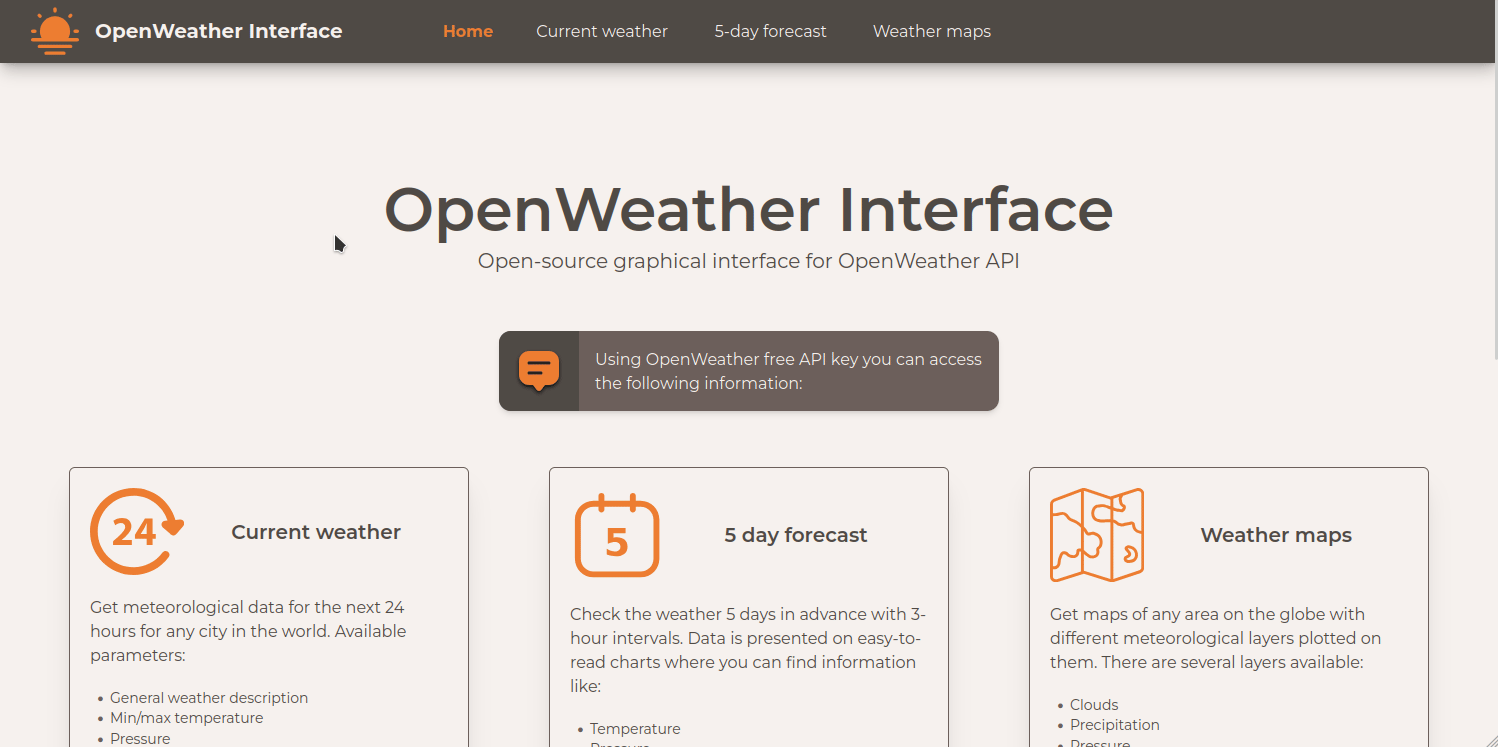 OpenWeather Interface
Home
Current weather
5-day forecast
Weather maps
OpenWeather Interface
Open-source graphical interface for OpenWeather API
Using OpenWeather free API key you can access
the following information:
24
Current weather
Get meteorological data for the next 24
hours for any city in the world. Available
parameters:
• General weather description
• Min/max temperature
• Pressure
5
5 day forecast
Check the weather 5 days in advance with 3-
hour intervals. Data is presented on easy-to-
read charts where you can find information
like:
• Temperature
• Pressure
Weather maps
Get maps of any area on the globe with
different meteorological layers plotted on
them. There are several layers available:
• Clouds
• Precipitation
• Pressure